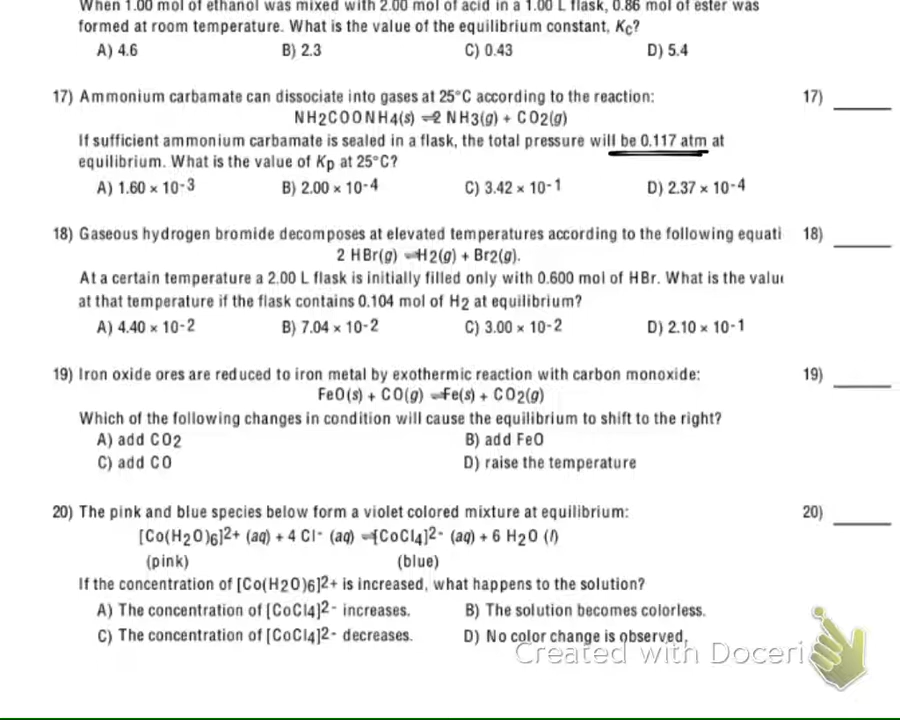 When 1.00 mol of ethanol was mixed with 2.00 mol of acid in a 1.00 L flask, 0.86 mol of ester was
formed at room temperature. What is the value of the equilibrium constant, Kc?
A) 4.6 B) 2.3 C) 0.43 D) 5.4
17) Ammonium carbamate can dissociate into gases at 25°C according to the reaction: 17)
NH2COONH4(s) ⇌2 NH3(g) + CO2(g)
If sufficient ammonium carbamate is sealed in a flask, the total pressure will be 0.117 atm at
equilibrium. What is the value of Kp at 25°C?
A) 1.60 × 10-3 B) 2.00 × 10-4 C) 3.42 × 10-1 D) 2.37 × 10-4
18) Gaseous hydrogen bromide decomposes at elevated temperatures according to the following equati 18)
2 HBr(g) ⇌H2(g) + Br2(g).
At a certain temperature a 2.00 L flask is initially filled only with 0.600 mol of HBr. What is the valu
at that temperature if the flask contains 0.104 mol of H2 at equilibrium?
A) 4.40 × 10-2 B) 7.04 × 10-2 C) 3.00 × 10-2 D) 2.10 × 10-1
19) Iron oxide ores are reduced to iron metal by exothermic reaction with carbon monoxide: 19)
FeO(s) + CO(g) ⇌Fe(s) + CO2(g)
Which of the following changes in condition will cause the equilibrium to shift to the right?
A) add CO2 B) add FeO
C) add CO D) raise the temperature
20) The pink and blue species below form a violet colored mixture at equilibrium: 20)
[Co(H2O)6]2+ (aq) + 4 Cl- (aq) ⇌[CoCl4]2- (aq) + 6 H2O (l)
(pink) (blue)
If the concentration of [Co(H2O)6]2+ is increased, what happens to the solution?
A) The concentration of [CoCl4]2- increases. B) The solution becomes colorless.
C) The concentration of [CoCl4]2- decreases. D) No color change is observed.
Created with Doceri